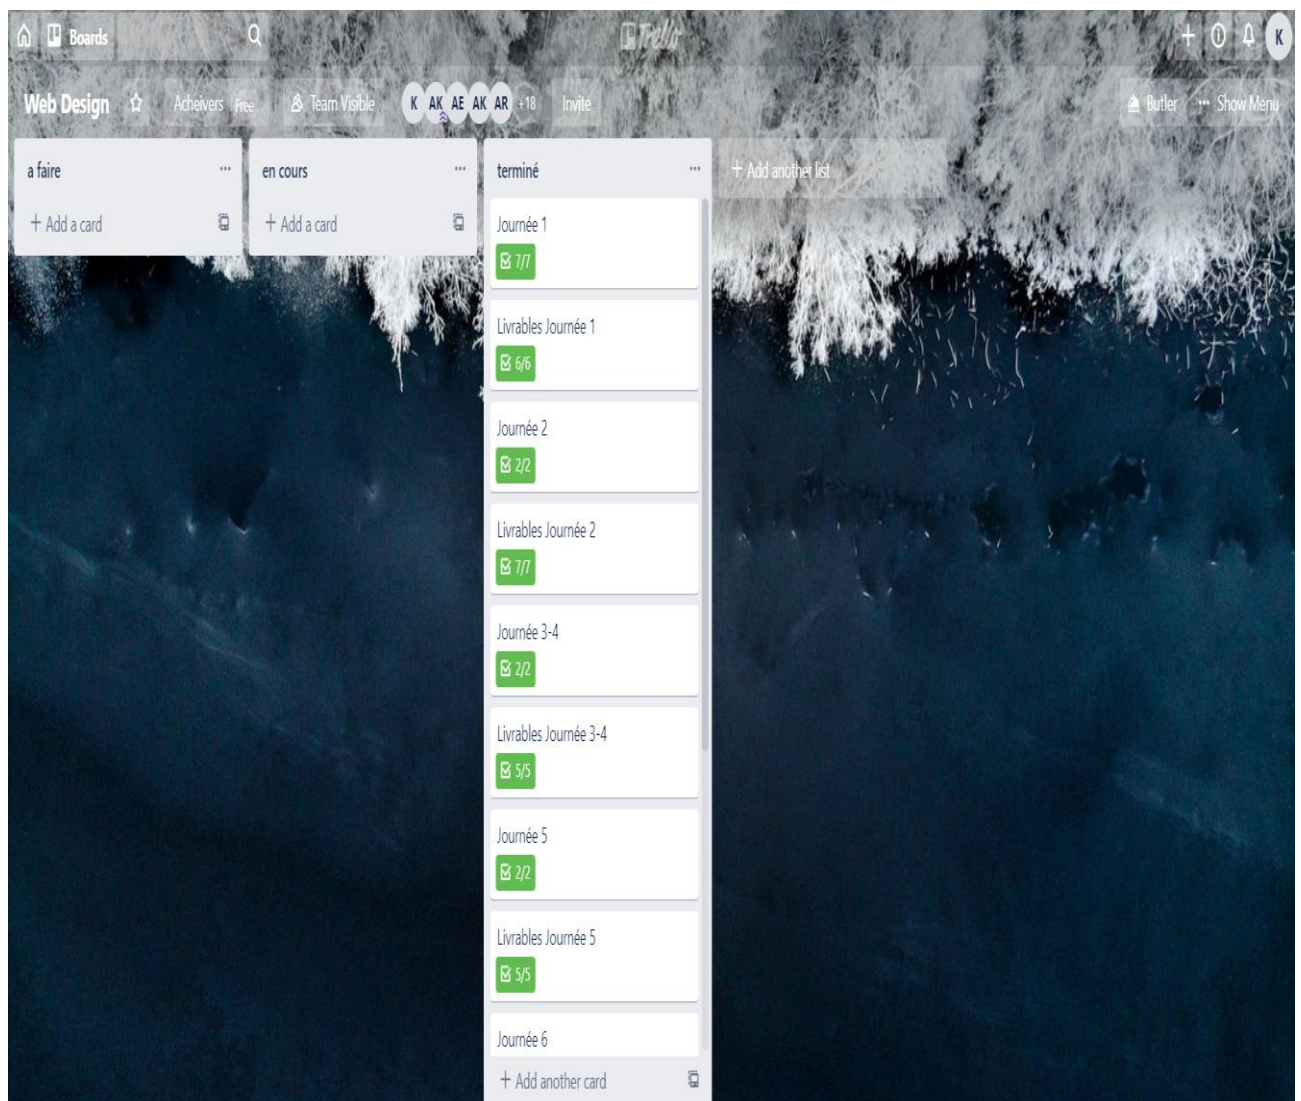 Boards
Trello
K
Web Design
Acheivers Free
Team Visible
K AK AE AK AR +18
Invite
Butler
··· Show Menu
a faire ···
+ Add a card
en cours ···
+ Add a card
terminé ···
Journée 1
7/7
Livrables Journée 1
6/6
Journée 2
2/2
Livrables Journée 2
7/7
Journée 3-4
2/2
Livrables Journée 3-4
5/5
Journée 5
2/2
Livrables Journée 5
5/5
Journée 6
+ Add another card
+ Add another list